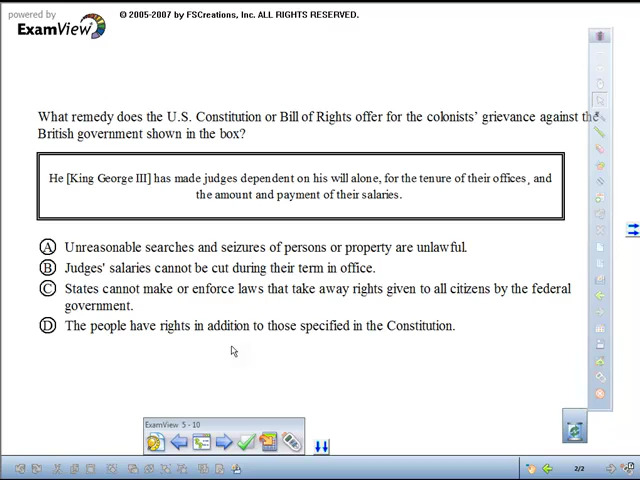 powered by
© 2005-2007 by FSCreations, Inc. ALL RIGHTS RESERVED.
ExamView
What remedy does the U.S. Constitution or Bill of Rights offer for the colonists' grievance against the
British government shown in the box?
He [King George III] has made judges dependent on his will alone, for the tenure of their offices, and
the amount and payment of their salaries.
A Unreasonable searches and seizures of persons or property are unlawful.
B Judges' salaries cannot be cut during their term in office.
C States cannot make or enforce laws that take away rights given to all citizens by the federal
government.
D The people have rights in addition to those specified in the Constitution.
ExamView 5 - 10
2/2